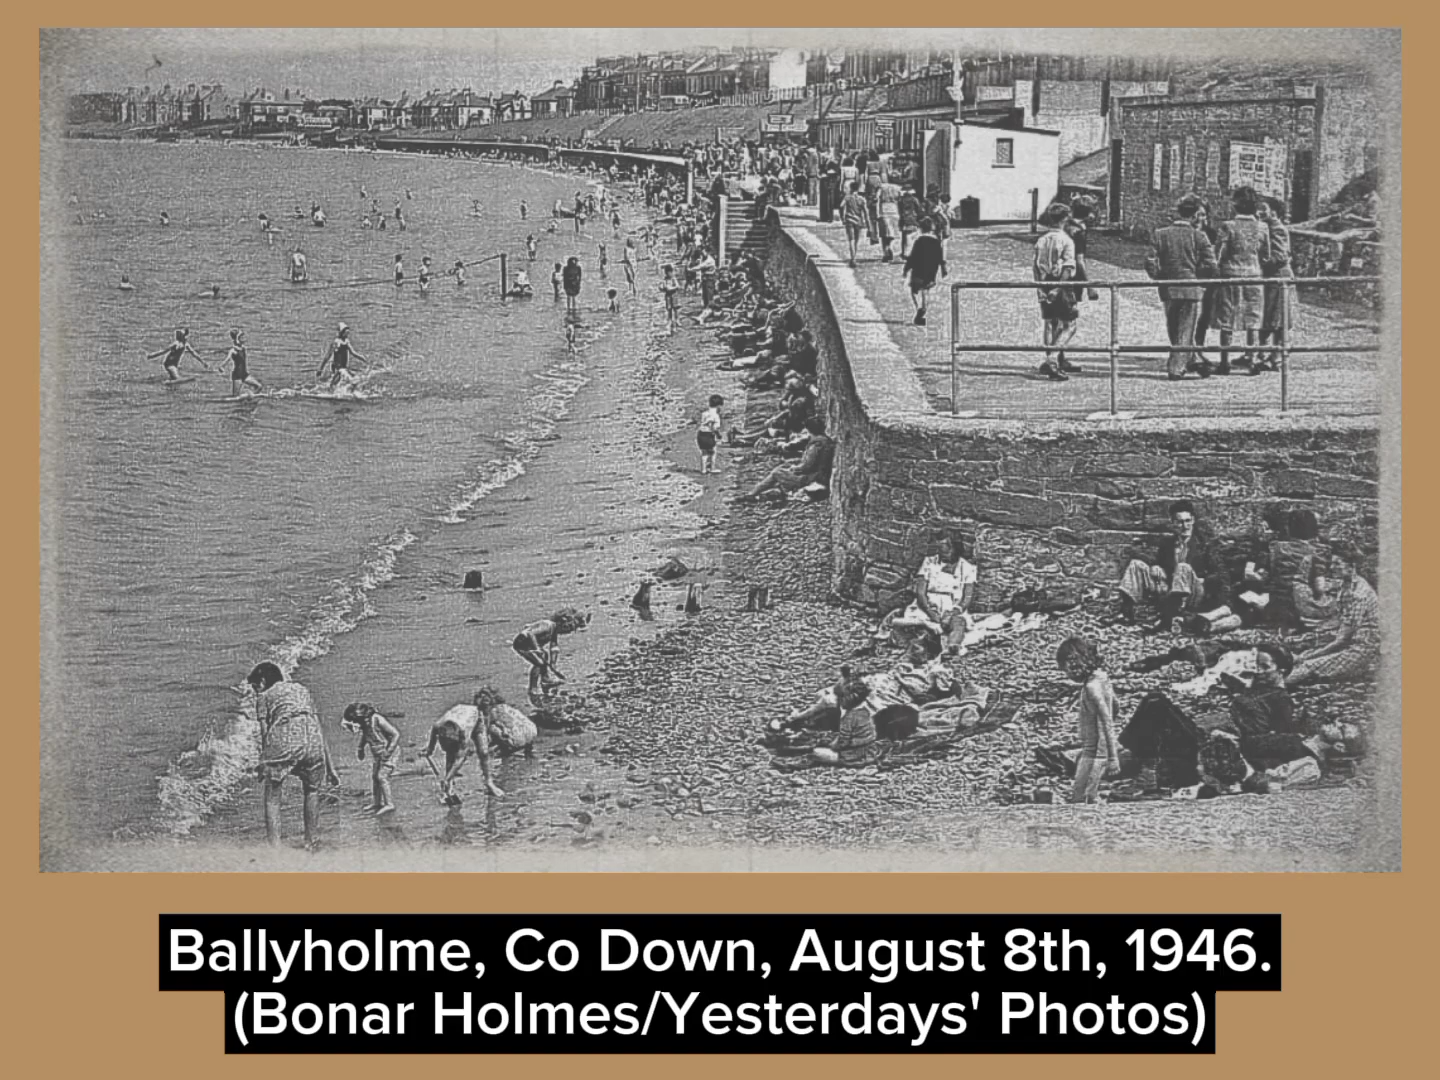 Ballyholme, Co Down, August 8th, 1946.
(Bonar Holmes/Yesterdays' Photos)